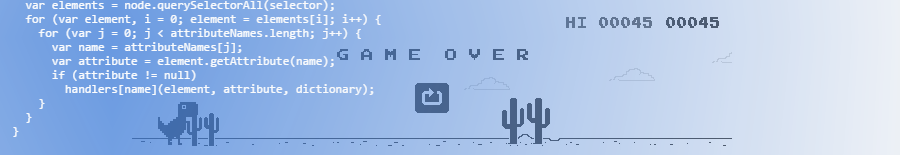 var elements = node.querySelectorAll(selector);
for (var element, i = 0; element = elements[i]; i++) {
for (var j = 0; j < attributeNames.length; j++) {
var name = attributeNames[j];
var attribute = element.getAttribute(name);
if (attribute != null)
handlers[name](element, attribute, dictionary);
}
}
}
HI 00045 00045
GAME OVER